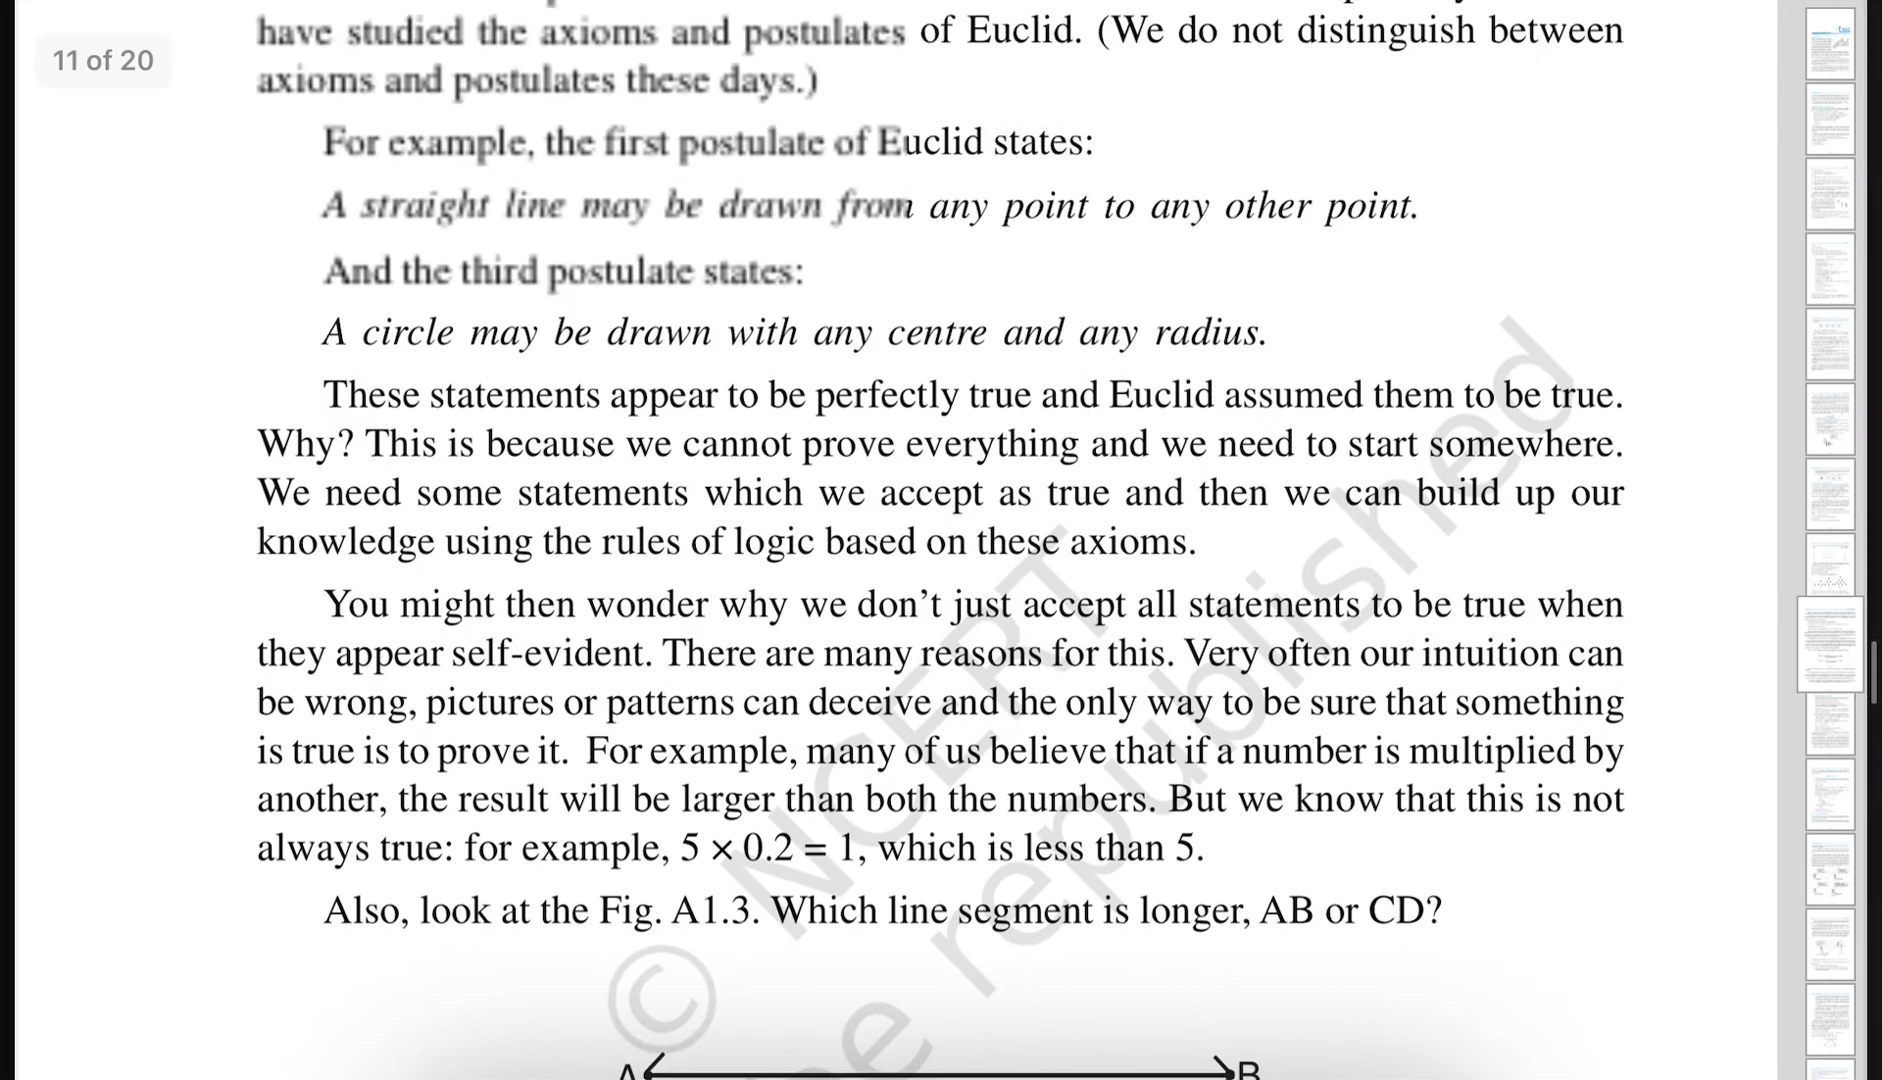 have studied the axioms and postulates of Euclid. (We do not distinguish between
11 of 20
axioms and postulates these days.)
For example, the first postulate of Euclid states:
A straight line may be drawn from any point to any other point.
And the third postulate states:
A circle may be drawn with any centre and any radius.
These statements appear to be perfectly true and Euclid assumed them to be true.
Why? This is because we cannot prove everything and we need to start somewhere.
We need some statements which we accept as true and then we can build up our
knowledge using the rules of logic based on these axioms.
You might then wonder why we don’t just accept all statements to be true when
they appear self-evident. There are many reasons for this. Very often our intuition can
be wrong, pictures or patterns can deceive and the only way to be sure that something
is true is to prove it. For example, many of us believe that if a number is multiplied by
another, the result will be larger than both the numbers. But we know that this is not
always true: for example, 5 × 0.2 = 1, which is less than 5.
Also, look at the Fig. A1.3. Which line segment is longer, AB or CD?
© NCERT
be republished
A B